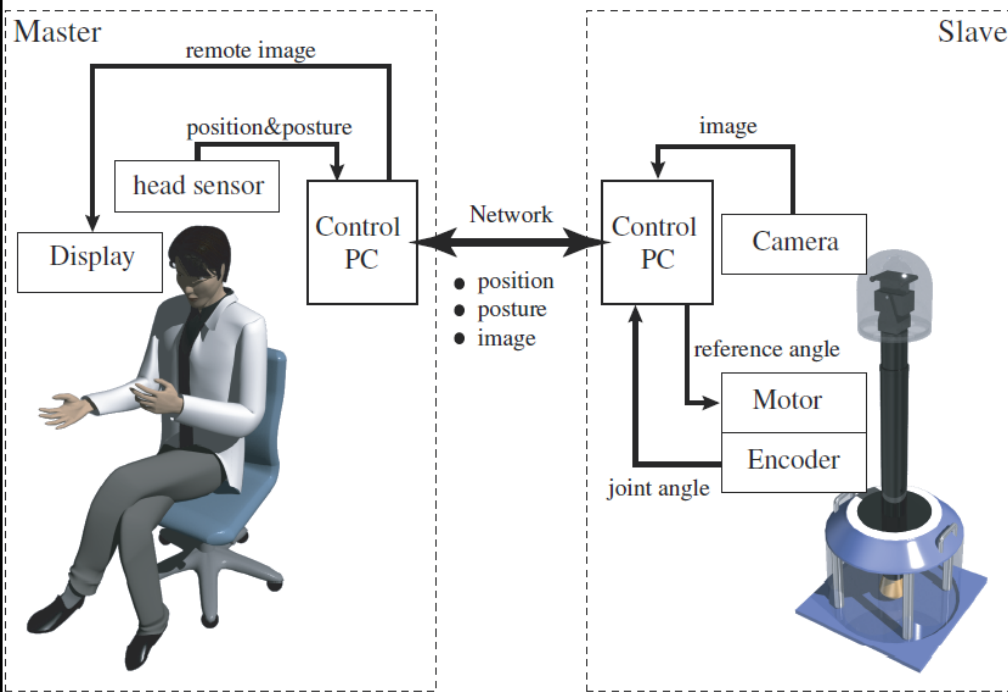 Master
remote image
position&posture
head sensor
Display
Control
PC
Network
● position
● posture
● image
Slave
image
Control
PC
Camera
reference angle
Motor
Encoder
joint angle